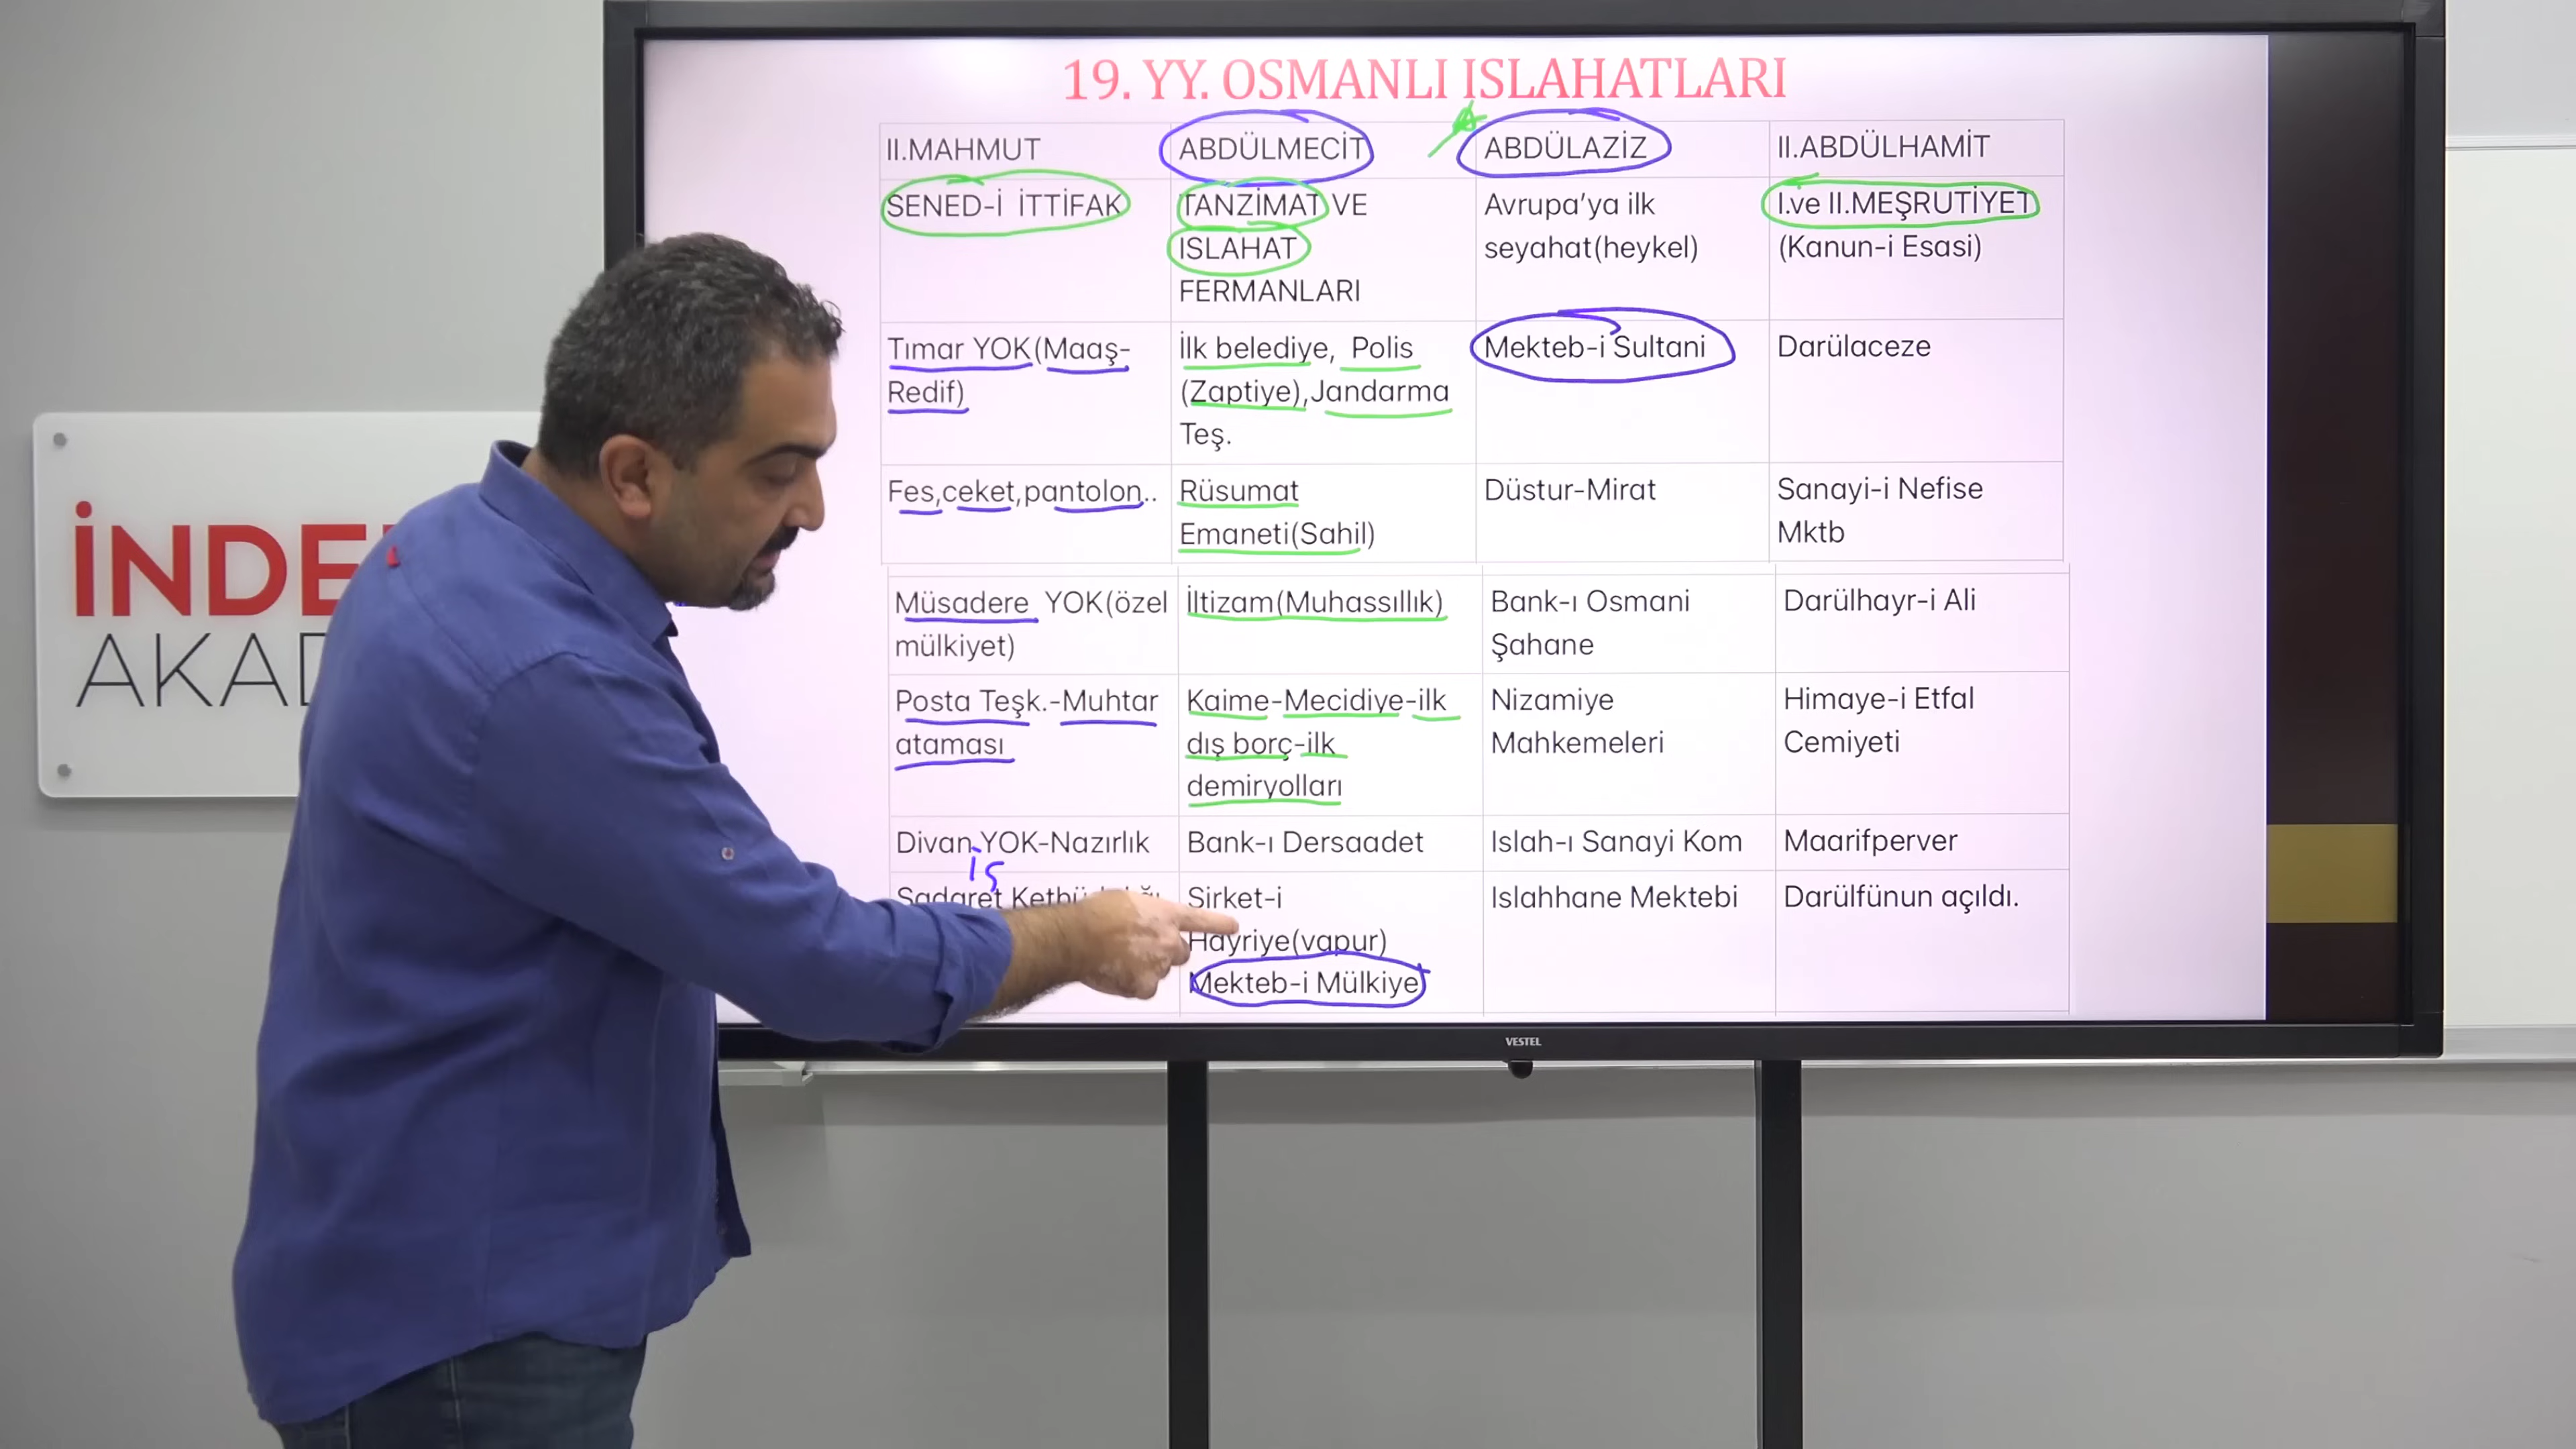 19. YY. OSMANLI ISLAHATLARI
II.MAHMUT
ABDÜLMECİT
ABDÜLAZİZ
II.ABDÜLHAMİT
SENED-İ İTTİFAK
TANZİMAT VE
ISLAHAT
FERMANLARI
Avrupa'ya ilk
seyahat(heykel)
I.ve II.MEŞRUTİYET
(Kanun-i Esasi)
Tımar YOK(Maaş-
Redif)
İlk belediye, Polis
(Zaptiye),Jandarma
Teş.
Mekteb-i Sultani
Darülaceze
Fes,ceket,pantolon..
Rüsumat
Emaneti(Sahil)
Düstur-Mirat
Sanayi-i Nefise
Mktb
Müsadere YOK(özel
mülkiyet)
İltizam(Muhassıllık)
Bank-ı Osmani
Şahane
Darülhayr-i Ali
Posta Teşk.-Muhtar
ataması
Kaime-Mecidiye-ilk
dış borç-ilk
demiryolları
Nizamiye
Mahkemeleri
Himaye-i Etfal
Cemiyeti
Divan YOK-Nazırlık
Bank-ı Dersaadet
Islah-ı Sanayi Kom
Maarifperver
iç
Sadaret
Sirket-i
Hayriye(vapur)
Mekteb-i Mülkiye
Islahhane Mektebi
Darülfünun açıldı.
VESTEL